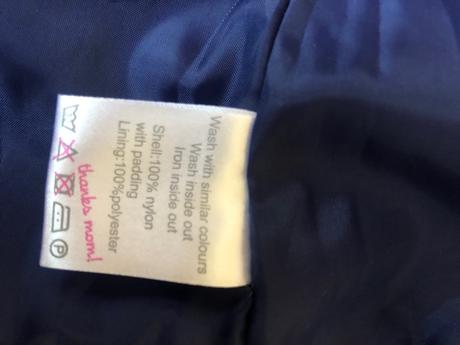 Wash with similar colours
Wash inside out
Iron inside out
Shell:100% nylon
with padding
Lining:100%polyester
thanks mom!
P